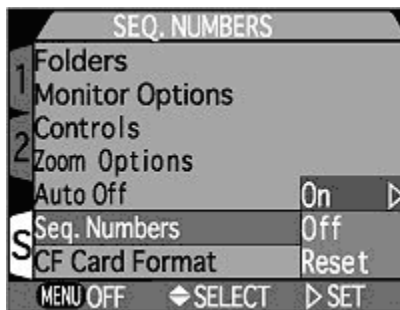 SEQ. NUMBERS
1
Folders
Monitor Options
2
Controls
Zoom Options
Auto Off On
S
Seq. Numbers Off
CF Card Format Reset
MENU OFF SELECT SET